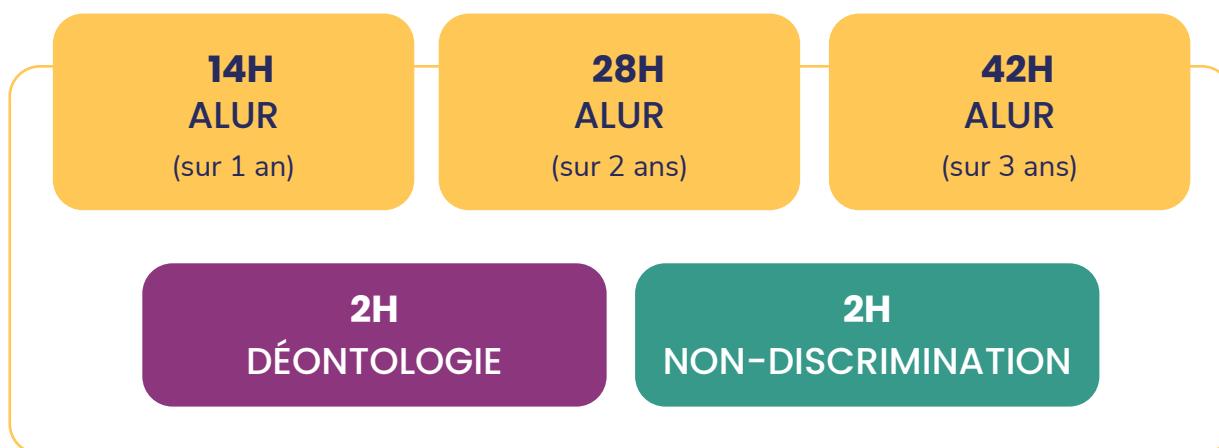 14H
ALUR
(sur 1 an)
28H
ALUR
(sur 2 ans)
42H
ALUR
(sur 3 ans)
2H
DÉONTOLOGIE
2H
NON-DISCRIMINATION